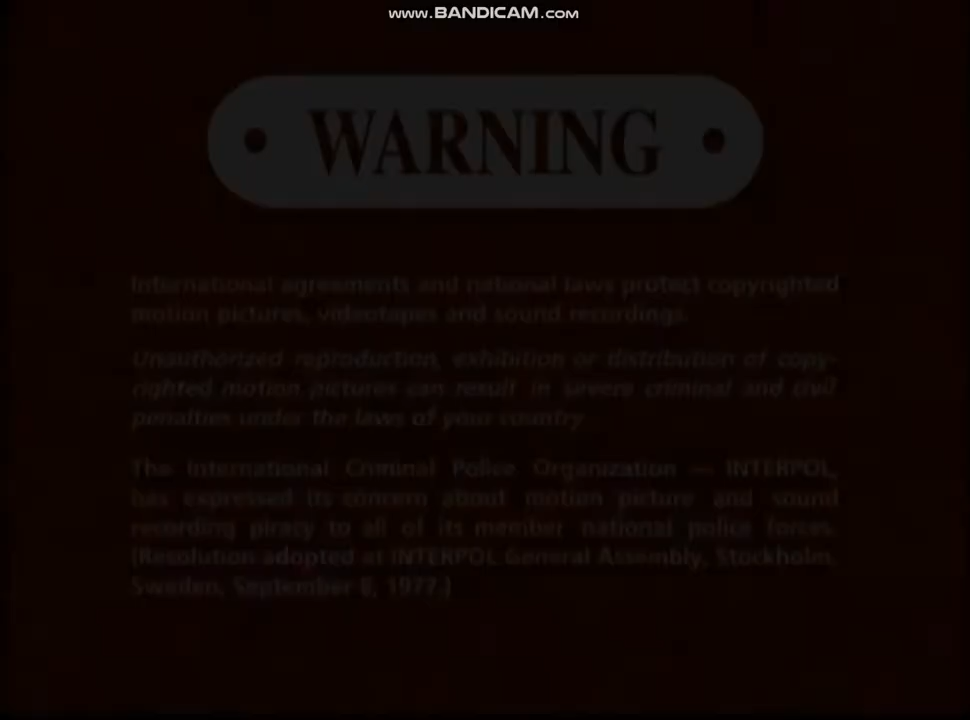 www.BANDICAM.com
WARNING
International agreements and national laws protect copyrighted
motion pictures, videotapes and sound recordings.
Unauthorized reproduction, exhibition or distribution of copy-
righted motion pictures can result in severe criminal and civil
penalties under the laws of your country.
The International Criminal Police Organization — INTERPOL,
has expressed its concern about motion picture and sound
recording piracy to all of its member national police forces.
(Resolution adopted at INTERPOL General Assembly, Stockholm,
Sweden, September 8, 1977.)